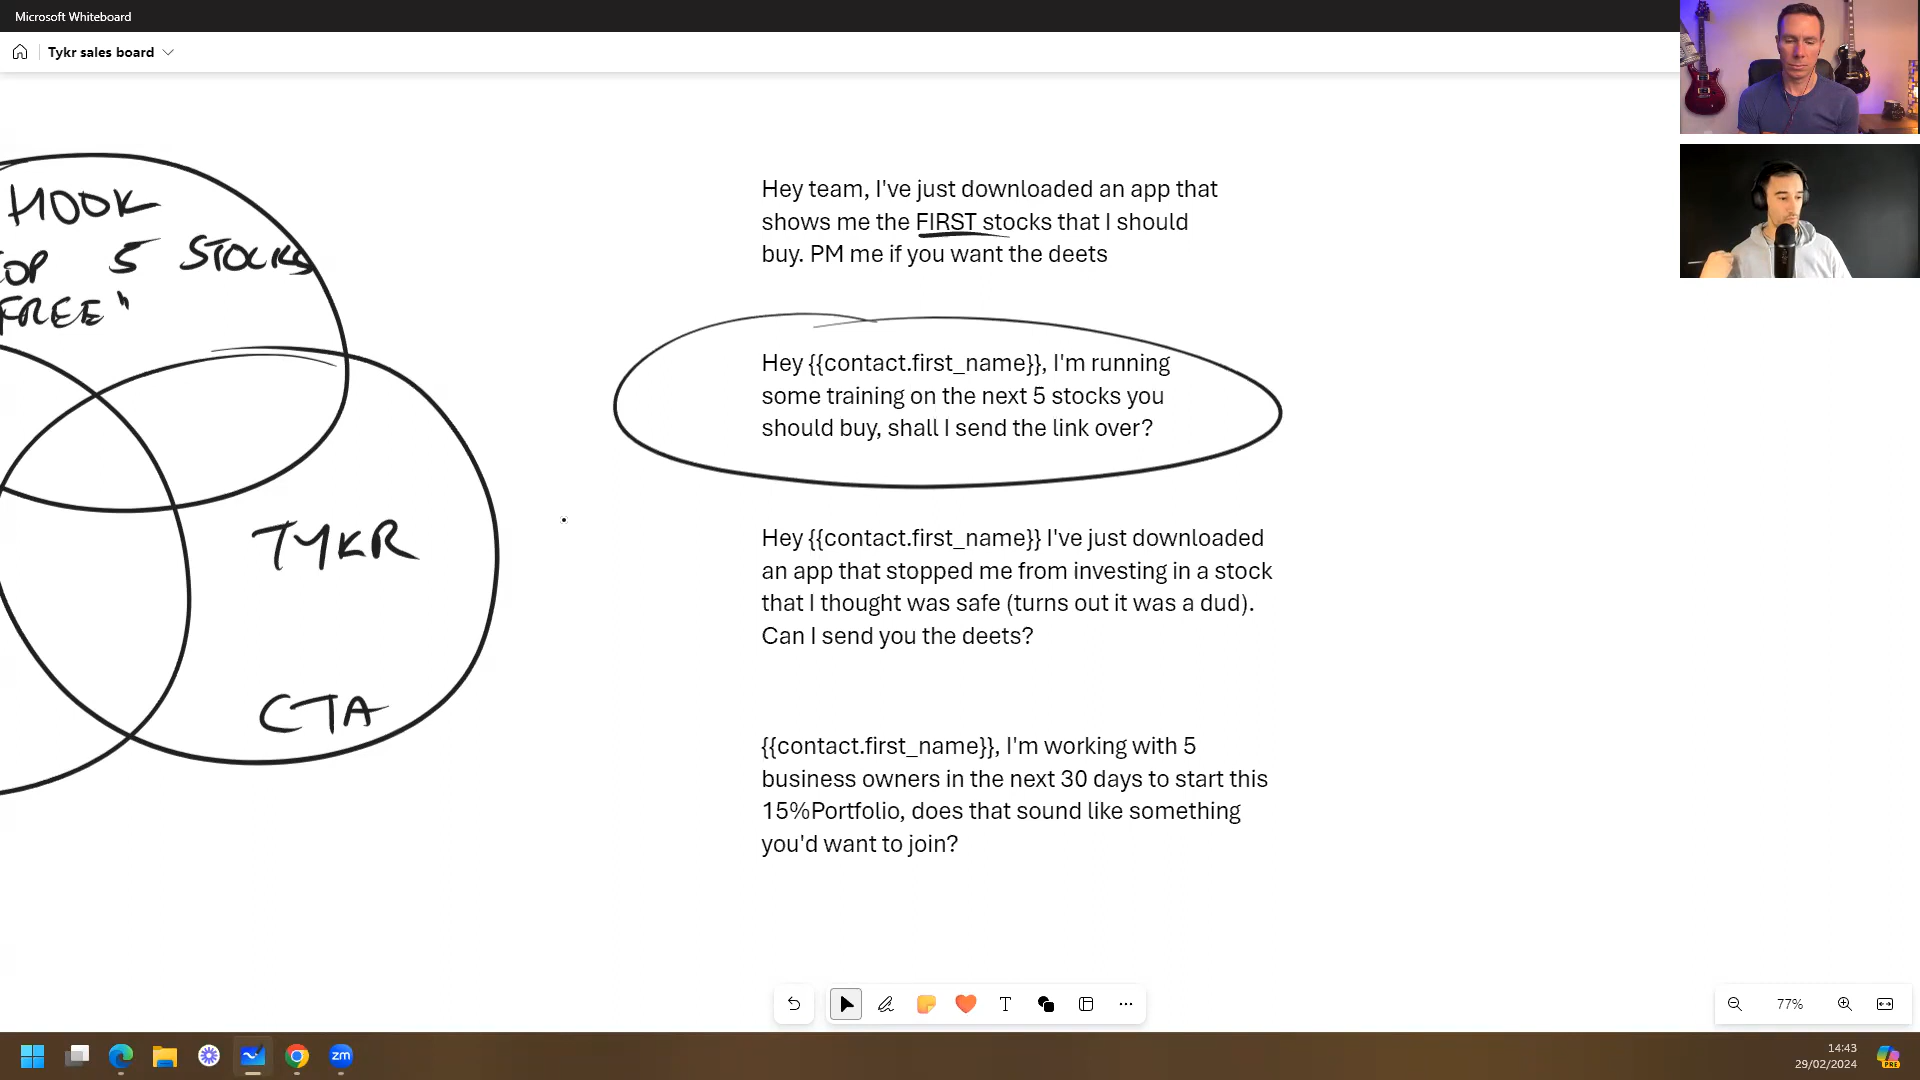 Microsoft Whiteboard
Tykr sales board
HOOK
5 STOCKS
FREE"
TYKR
CTA
Hey team, I've just downloaded an app that
shows me the FIRST stocks that I should
buy. PM me if you want the deets
Hey {{contact.first_name}}, I'm running
some training on the next 5 stocks you
should buy, shall I send the link over?
Hey {{contact.first_name}} I've just downloaded
an app that stopped me from investing in a stock
that I thought was safe (turns out it was a dud).
Can I send you the deets?
{{contact.first_name}}, I'm working with 5
business owners in the next 30 days to start this
15%Portfolio, does that sound like something
you'd want to join?
77%
zm
14:43
29/02/2024
PRE